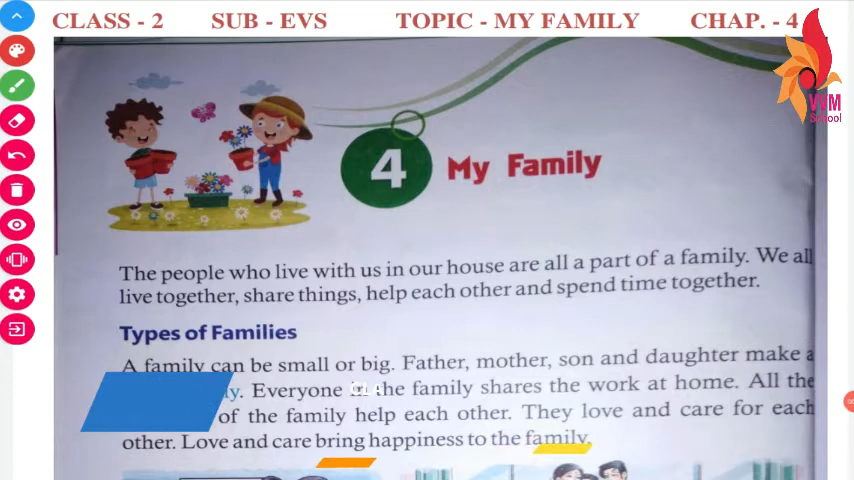 CLASS - 2 SUB - EVS TOPIC - MY FAMILY CHAP. - 4
VVM
School
4 My Family
The people who live with us in our house are all a part of a family. We all
live together, share things, help each other and spend time together.
Types of Families
A family can be small or big. Father, mother, son and daughter make a
Everyone in the family shares the work at home. All the
of the family help each other. They love and care for each
other. Love and care bring happiness to the family.